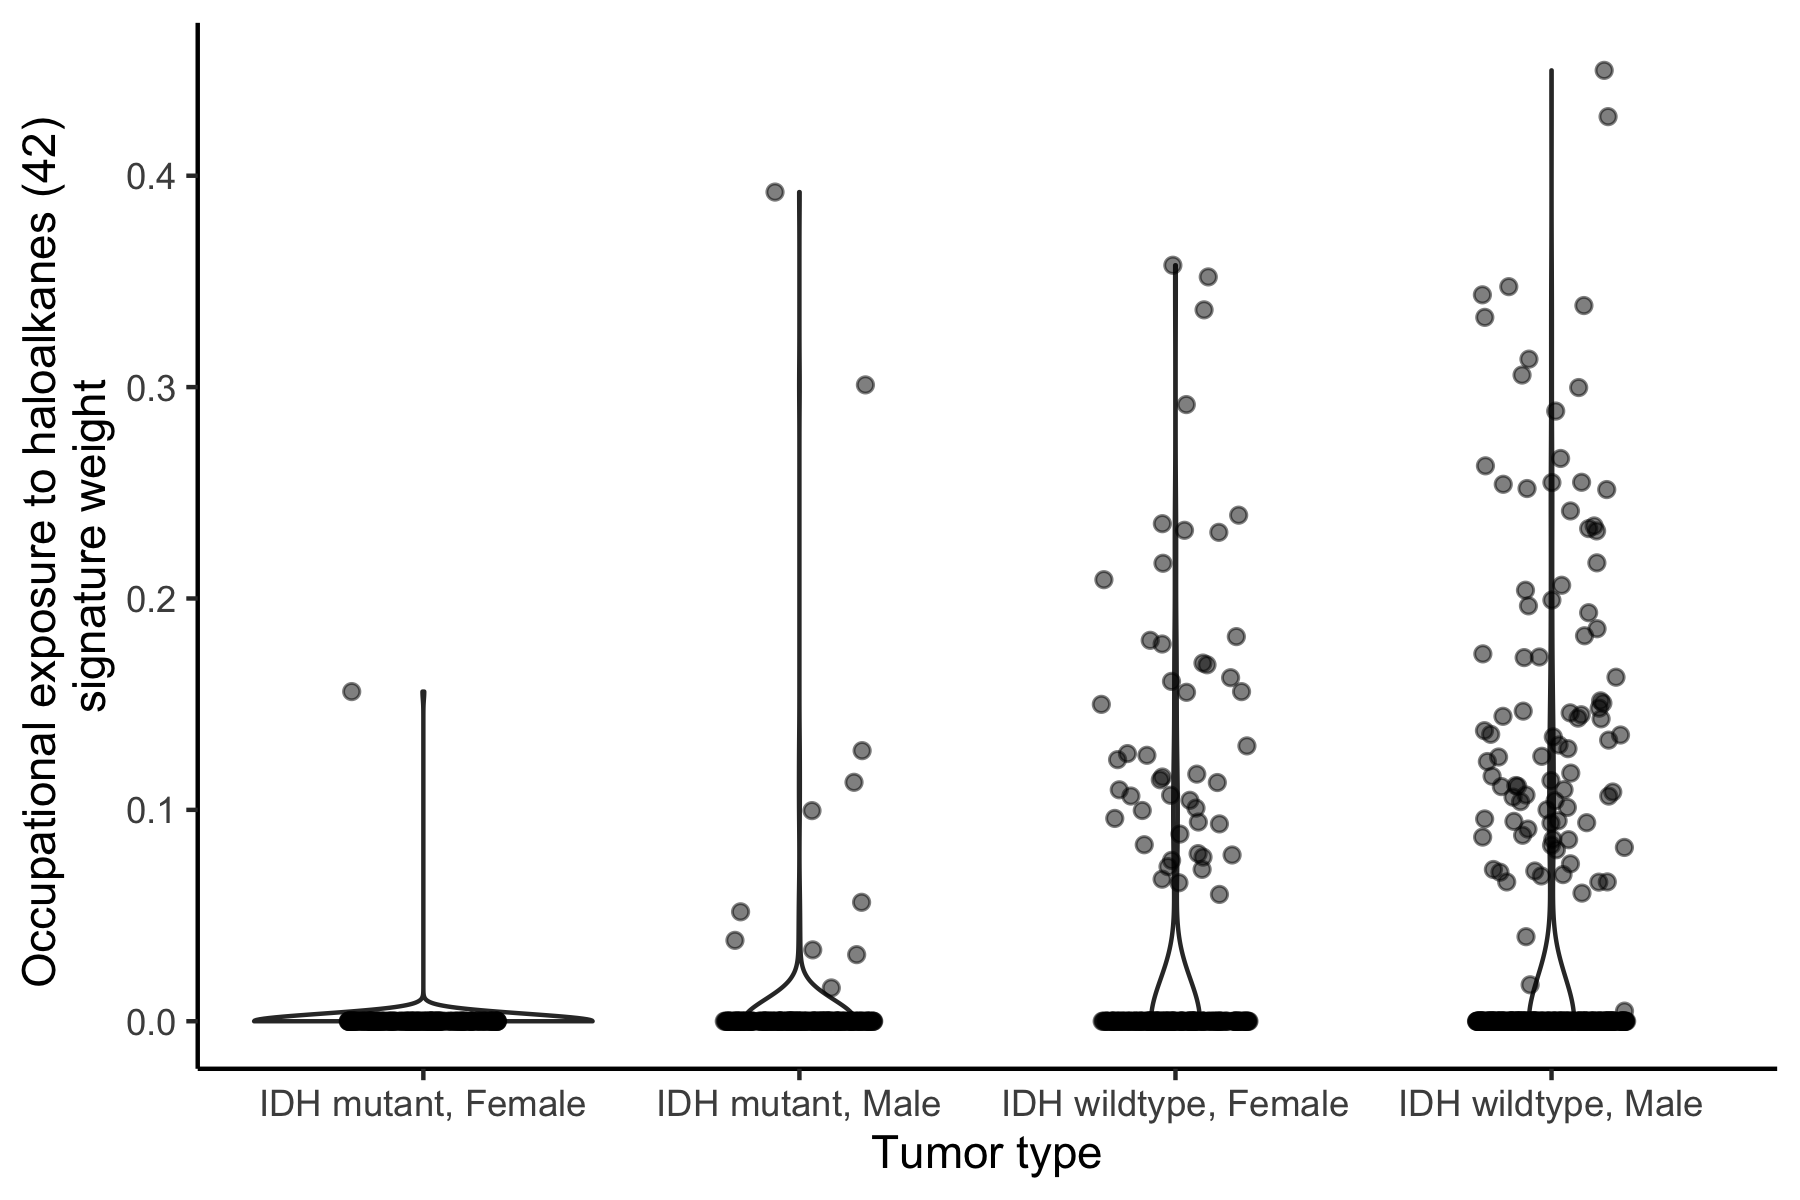 Occupational exposure to haloalkanes (42)
signature weight
0.4
0.3
0.2
0.1
0.0
IDH mutant, Female
IDH mutant, Male
IDH wildtype, Female
IDH wildtype, Male
Tumor type